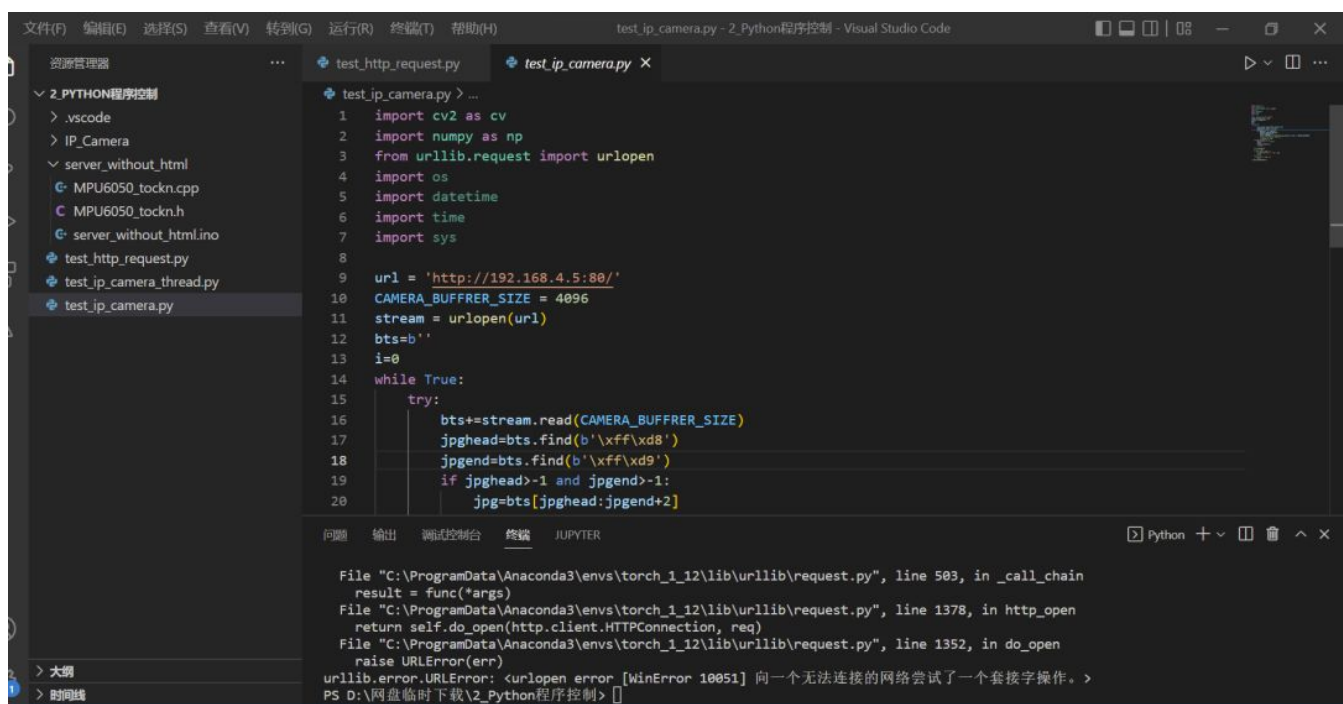 文件(F) 编辑(E) 选择(S) 查看(V) 转到(G) 运行(R) 终端(T) 帮助(H) test_ip_camera.py - 2_Python程序控制 - Visual Studio Code
资源管理器 ··· test_http_request.py test_ip_camera.py
2_PYTHON程序控制
.vscode
IP_Camera
server_without_html
MPU6050_tockn.cpp
MPU6050_tockn.h
server_without_html.ino
test_http_request.py
test_ip_camera_thread.py
test_ip_camera.py
大纲
时间线
test_ip_camera.py > ...
1 import cv2 as cv
2 import numpy as np
3 from urllib.request import urlopen
4 import os
5 import datetime
6 import time
7 import sys
8
9 url = 'http://192.168.4.5:80/'
10 CAMERA_BUFFRER_SIZE = 4096
11 stream = urlopen(url)
12 bts=b''
13 i=0
14 while True:
15 try:
16 bts+=stream.read(CAMERA_BUFFRER_SIZE)
17 jpghead=bts.find(b'\xff\xd8')
18 jpgend=bts.find(b'\xff\xd9')
19 if jpghead>-1 and jpgend>-1:
20 jpg=bts[jpghead:jpgend+2]
问题 输出 调试控制台 终端 JUPYTER Python
File "C:\ProgramData\Anaconda3\envs\torch_1_12\lib\urllib\request.py", line 503, in _call_chain
result = func(*args)
File "C:\ProgramData\Anaconda3\envs\torch_1_12\lib\urllib\request.py", line 1378, in http_open
return self.do_open(http.client.HTTPConnection, req)
File "C:\ProgramData\Anaconda3\envs\torch_1_12\lib\urllib\request.py", line 1352, in do_open
raise URLError(err)
urllib.error.URLError: <urlopen error [WinError 10051] 向一个无法连接的网络尝试了一个套接字操作。>
PS D:\网盘临时下载\2_Python程序控制>